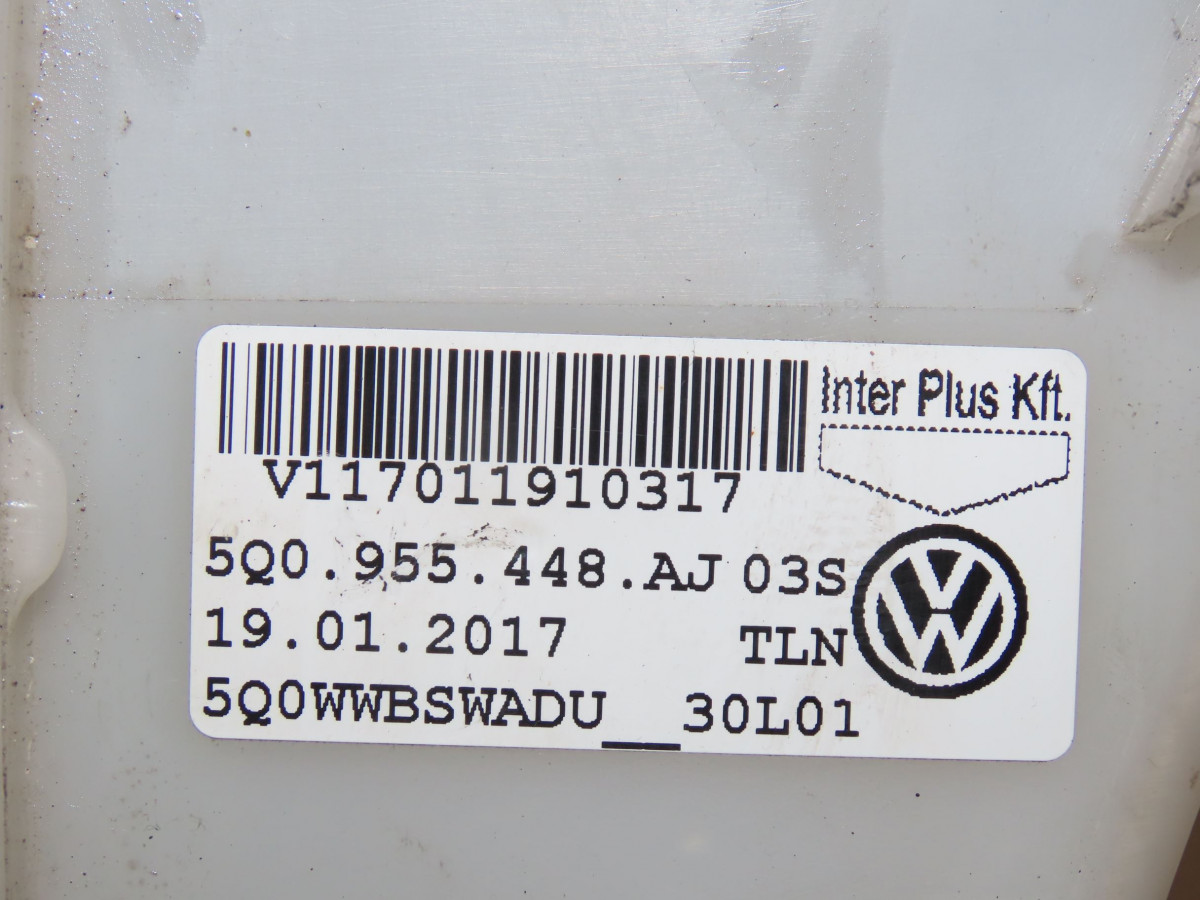 Inter Plus Kft.
V117011910317
5Q0.955.448.AJ 03S
19.01.2017 TLN
5Q0WWBSWADU__30L01